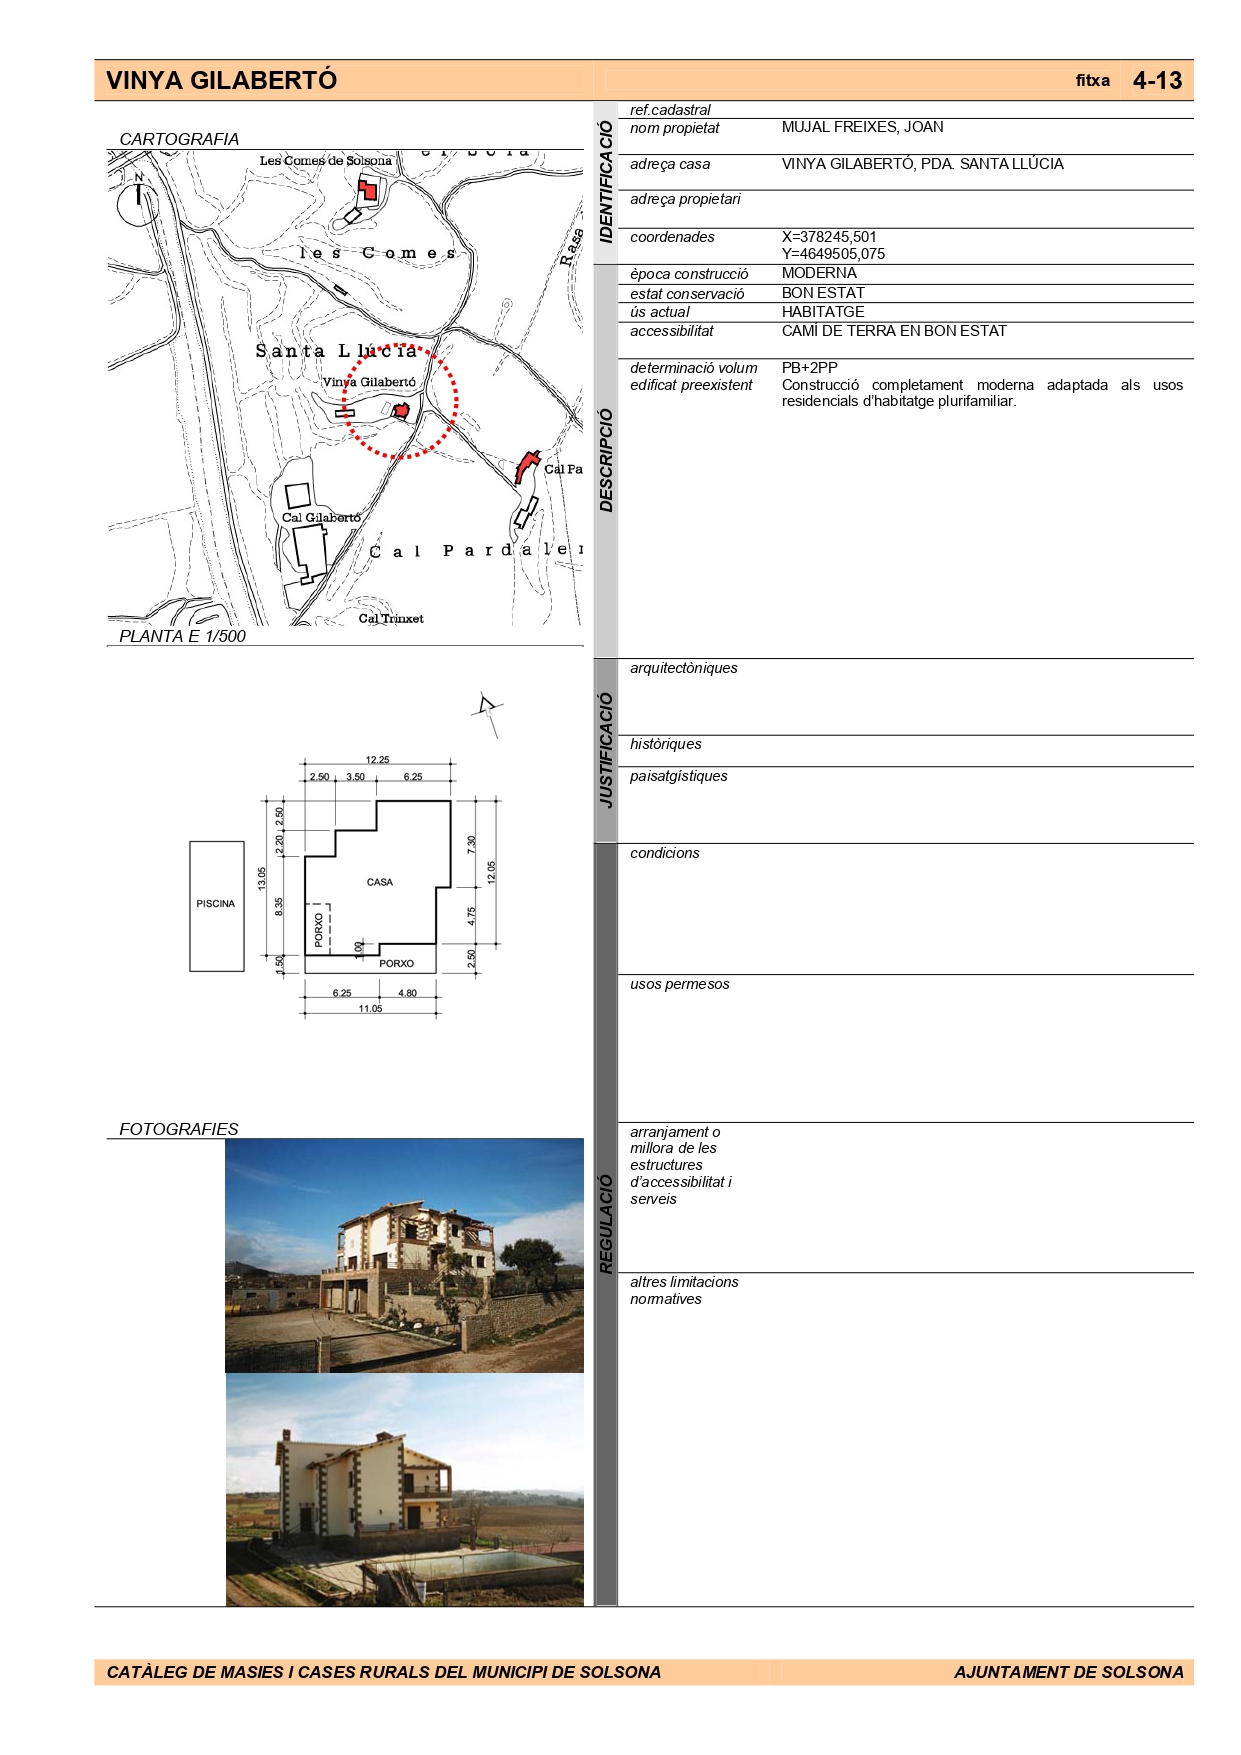 VINYA GILABERTÓ
fitxa 4-13
CARTOGRAFIA
Les Comes de Solsona
N
les Comes
Rasa
Santa Llúcia
Vinya Gilabertó
Cal Pa
Cal Gilabertó
Cal Pardaler
Cal Trinxet
PLANTA E 1/500
12.25
2.50 3.50 6.25
2.50
2.20
13.05
8.35
1.50
7.30
12.05
4.75
2.50
CASA
PISCINA
PORXO
1.00
PORXO
6.25 4.80
11.05
FOTOGRAFIES
IDENTIFICACIÓ
ref.cadastral
nom propietat MUJAL FREIXES, JOAN
adreça casa VINYA GILABERTÓ, PDA. SANTA LLÚCIA
adreça propietari
coordenades X=378245,501
Y=4649505,075
DESCRIPCIÓ
època construcció MODERNA
estat conservació BON ESTAT
ús actual HABITATGE
accessibilitat CAMÍ DE TERRA EN BON ESTAT
determinació volum PB+2PP
edificat preexistent Construcció completament moderna adaptada als usos
residencials d'habitatge plurifamiliar.
JUSTIFICACIÓ
arquitectòniques
històriques
paisatgístiques
REGULACIÓ
condicions
usos permesos
arranjament o
millora de les
estructures
d'accessibilitat i
serveis
altres limitacions
normatives
CATÀLEG DE MASIES I CASES RURALS DEL MUNICIPI DE SOLSONA
AJUNTAMENT DE SOLSONA